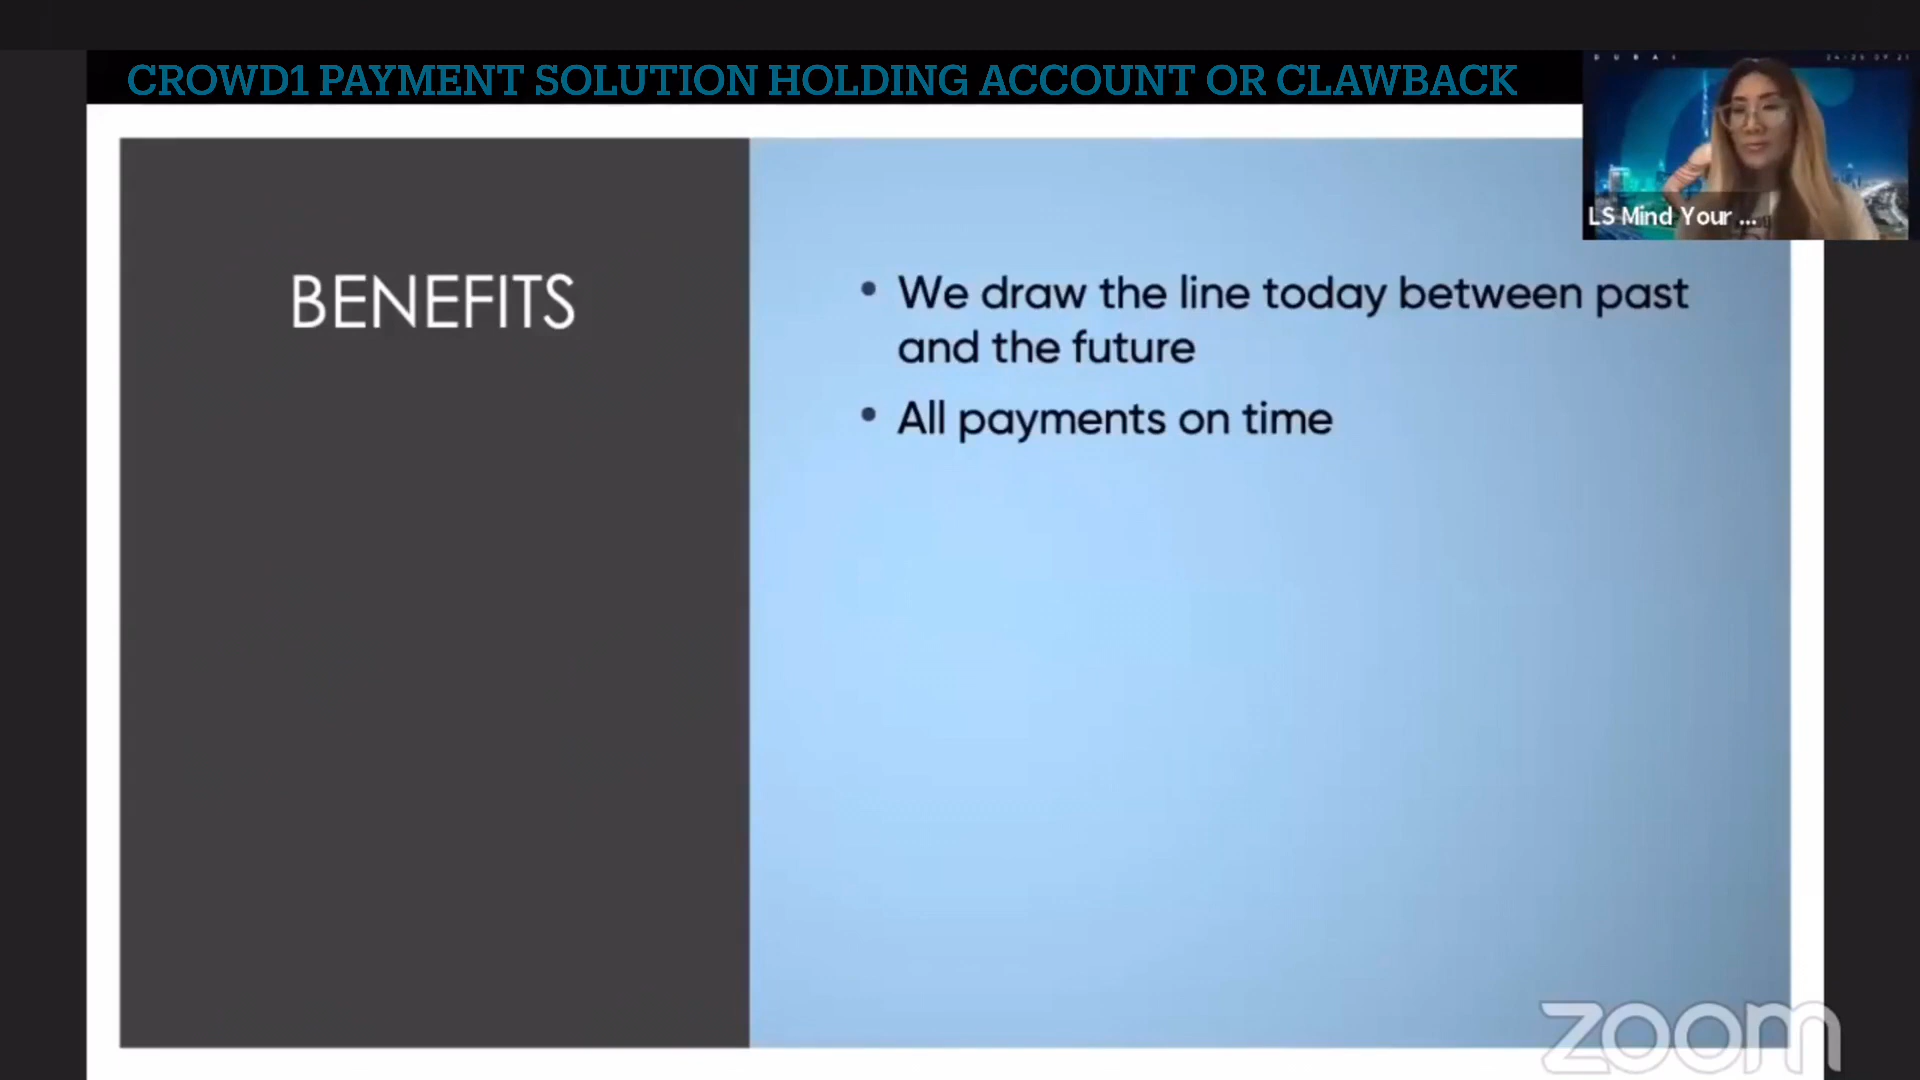 CROWD1 PAYMENT SOLUTION HOLDING ACCOUNT OR CLAWBACK
DUBAI
LS Mind Your ...
BENEFITS
• We draw the line today between past
and the future
• All payments on time
zoom